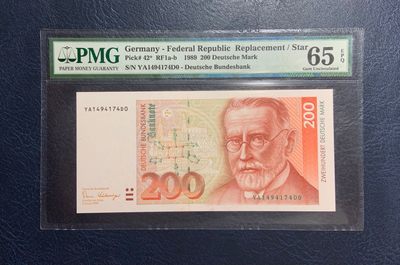 PMG
PAPER MONEY GUARANTY
Germany - Federal Republic Replacement / Star
Pick# 42* RF1a-b 1989 200 Deutsche Mark
S/N YA1494174D0 - Deutsche Bundesbank
65 EPQ
Gem Uncirculated
YA1494174D0
DEUTSCHE BUNDESBANK
Banknote
200
ZWEIHUNDERT DEUTSCHE MARK
200
YA1494174D0